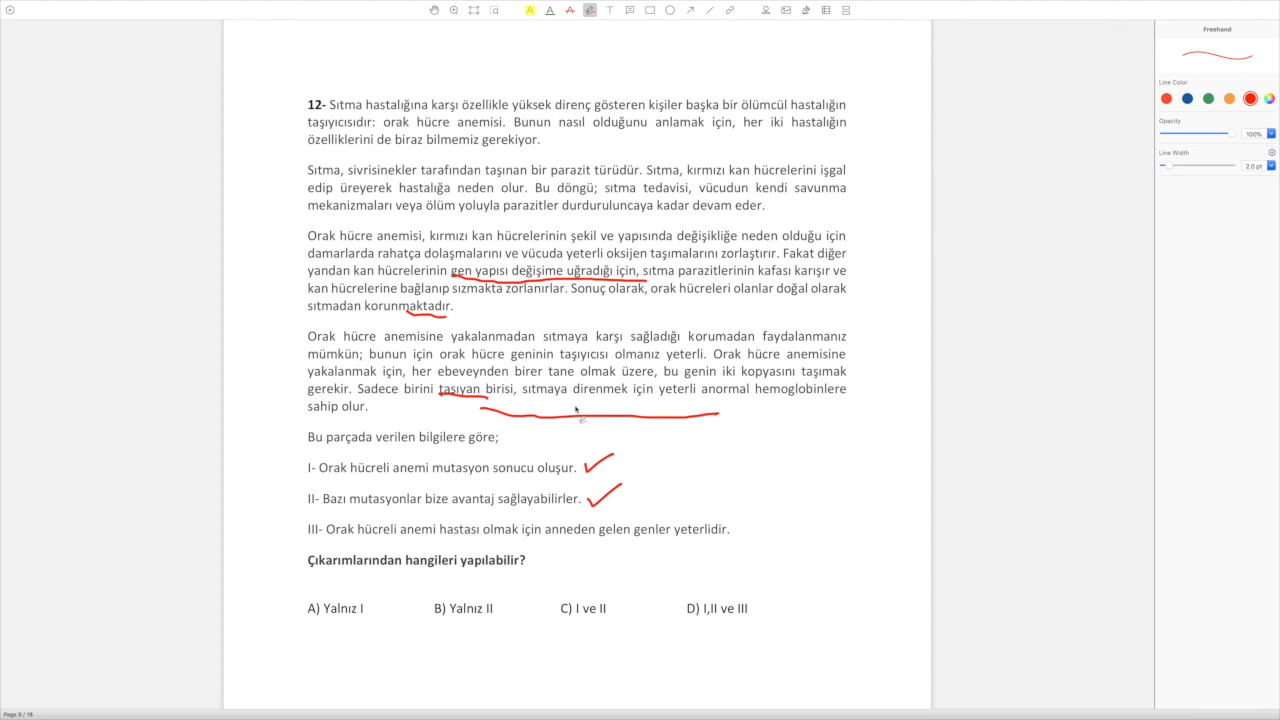 Freehand
Line Color
Opacity
100%
Line Width
2.0 pt
12- Sıtma hastalığına karşı özellikle yüksek direnç gösteren kişiler başka bir ölümcül hastalığın
taşıyıcısıdır: orak hücre anemisi. Bunun nasıl olduğunu anlamak için, her iki hastalığın
özelliklerini de biraz bilmemiz gerekiyor.
Sıtma, sivrisinekler tarafından taşınan bir parazit türüdür. Sıtma, kırmızı kan hücrelerini işgal
edip üreyerek hastalığa neden olur. Bu döngü; sıtma tedavisi, vücudun kendi savunma
mekanizmaları veya ölüm yoluyla parazitler durduruluncaya kadar devam eder.
Orak hücre anemisi, kırmızı kan hücrelerinin şekil ve yapısında değişikliğe neden olduğu için
damarlarda rahatça dolaşmalarını ve vücuda yeterli oksijen taşımalarını zorlaştırır. Fakat diğer
yandan kan hücrelerinin gen yapısı değişime uğradığı için, sıtma parazitlerinin kafası karışır ve
kan hücrelerine bağlanıp sızmakta zorlanırlar. Sonuç olarak, orak hücreleri olanlar doğal olarak
sıtmadan korunmaktadır.
Orak hücre anemisine yakalanmadan sıtmaya karşı sağladığı korumadan faydalanmanız
mümkün; bunun için orak hücre geninin taşıyıcısı olmanız yeterli. Orak hücre anemisine
yakalanmak için, her ebeveynden birer tane olmak üzere, bu genin iki kopyasını taşımak
gerekir. Sadece birini taşıyan birisi, sıtmaya direnmek için yeterli anormal hemoglobinlere
sahip olur.
Bu parçada verilen bilgilere göre;
I- Orak hücreli anemi mutasyon sonucu oluşur.
II- Bazı mutasyonlar bize avantaj sağlayabilirler.
III- Orak hücreli anemi hastası olmak için anneden gelen genler yeterlidir.
Çıkarımlarından hangileri yapılabilir?
A) Yalnız I B) Yalnız II C) I ve II D) I,II ve III
Page 9 / 18